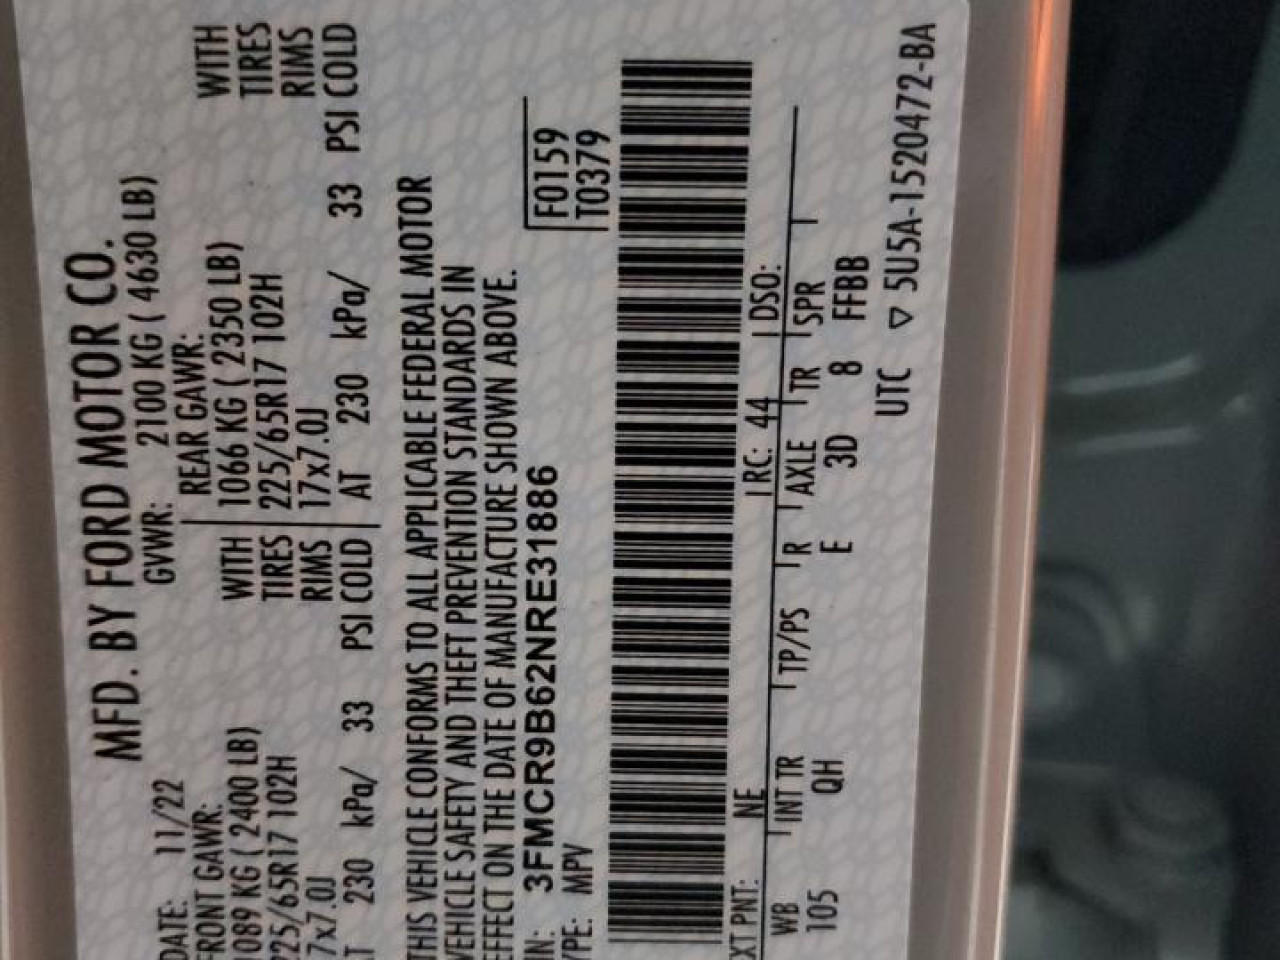 MFD. BY FORD MOTOR CO.
DATE: 11/22 GVWR: 2100 KG ( 4630 LB)
FRONT GAWR: REAR GAWR:
1089 KG ( 2400 LB) WITH 1066 KG ( 2350 LB) WITH
225/65R17 102H TIRES 225/65R17 102H TIRES
7x7.0J RIMS 17x7.0J RIMS
T 230 kPa/ 33 PSI COLD AT 230 kPa/ 33 PSI COLD
THIS VEHICLE CONFORMS TO ALL APPLICABLE FEDERAL MOTOR
VEHICLE SAFETY AND THEFT PREVENTION STANDARDS IN
EFFECT ON THE DATE OF MANUFACTURE SHOWN ABOVE.
IN: 3FMCR9B62NRE31886 F0159
YPE: MPV T0379
XT PNT: NE RC: 44 DSO:
WB INT TR TP/PS R AXLE TR SPR
105 QH E 3D 8 FFBB
UTC ▽ 5U5A-1520472-BA